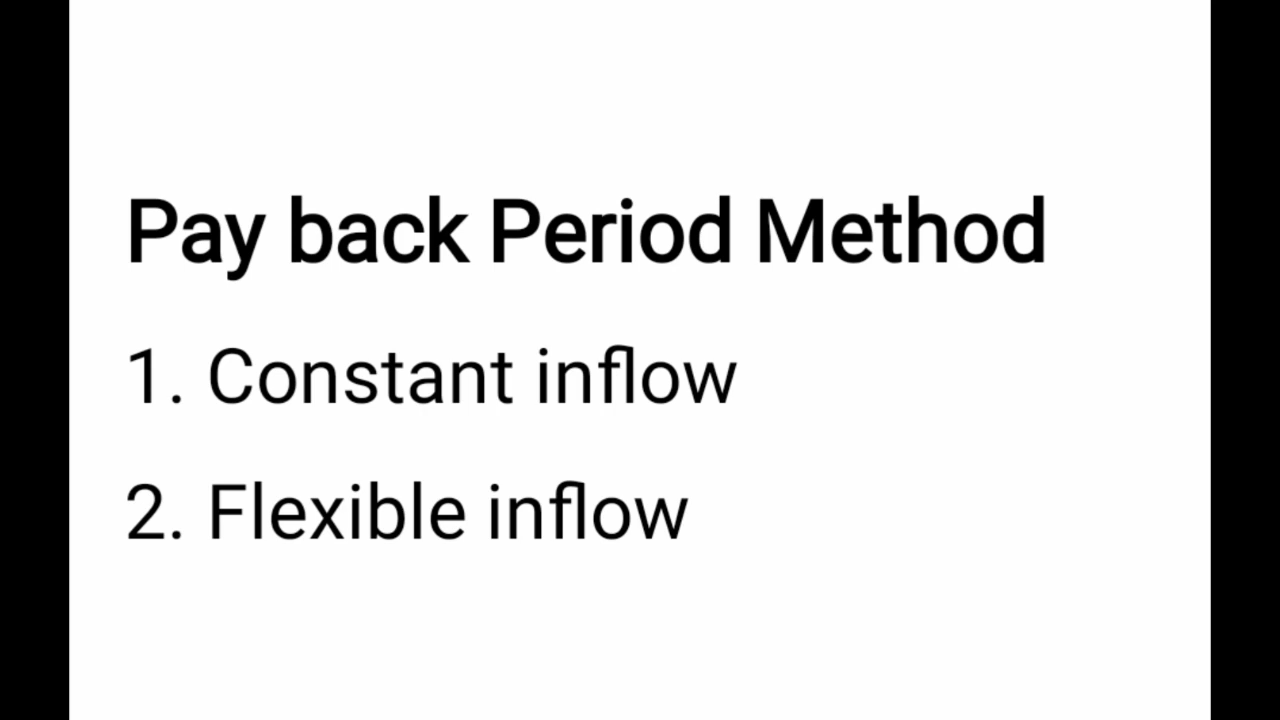 Pay back Period Method
1. Constant inflow
2. Flexible inflow